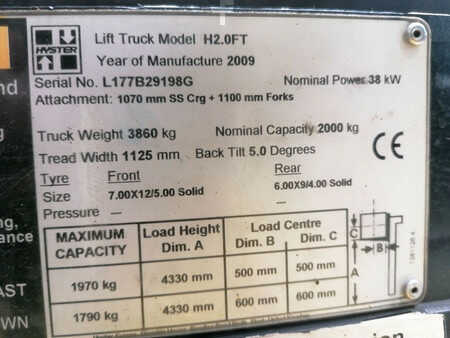 HYSTER
Lift Truck Model H2.0FT
Year of Manufacture 2009
Serial No. L177B29198G
Nominal Power 38 kW
Attachment: 1070 mm SS Crg + 1100 mm Forks
Truck Weight 3860 kg Nominal Capacity 2000 kg
Tread Width 1125 mm Back Tilt 5.0 Degrees
CE
Tyre Front Rear
Size 7.00X12/5.00 Solid 6.00X9/4.00 Solid
Pressure — —
MAXIMUM CAPACITY Load Height Dim. A Load Centre Dim. B Dim. C
1970 kg 4330 mm 500 mm 500 mm
1790 kg 4330 mm 600 mm 600 mm
C
B
A
AST
WN